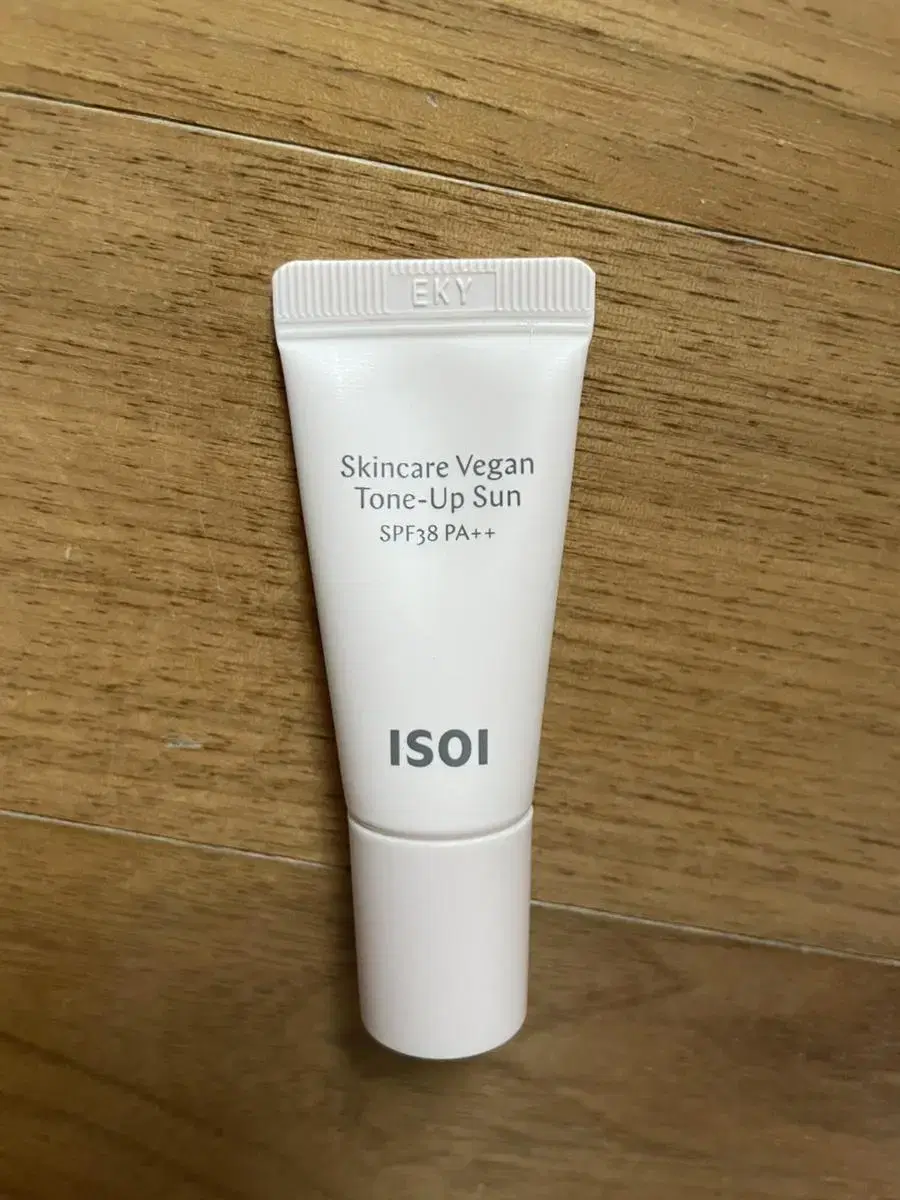 EKY
Skincare Vegan
Tone-Up Sun
SPF38 PA++
ISOI